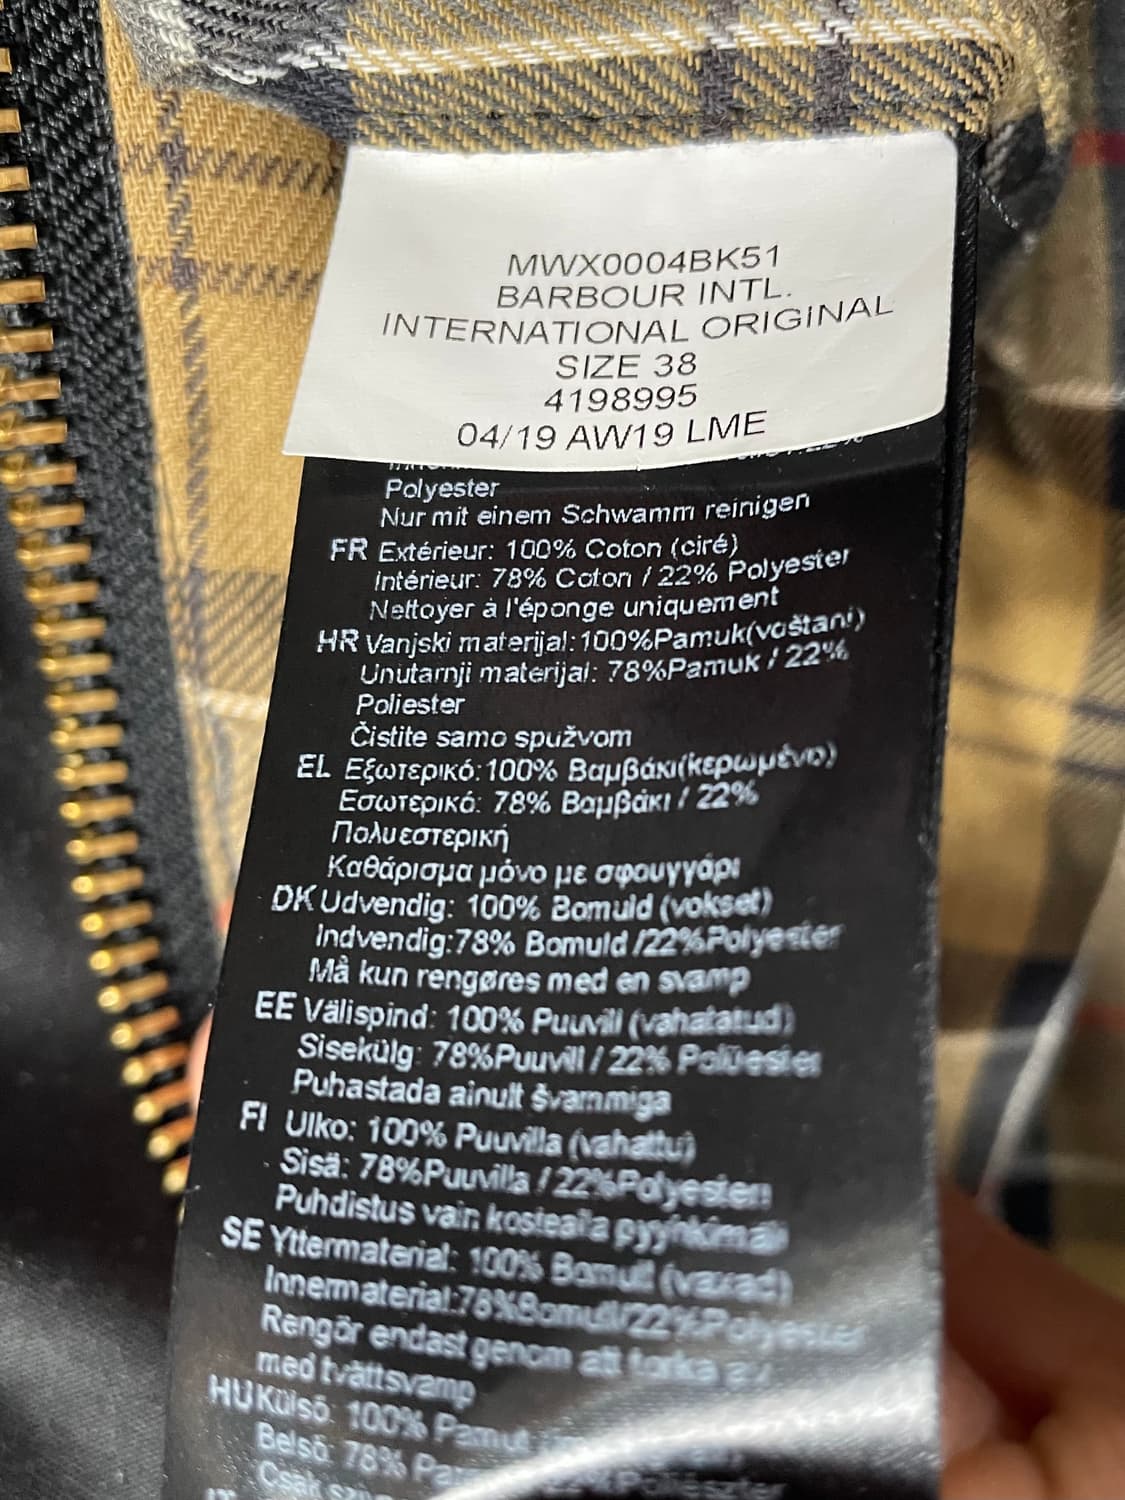 MWX0004BK51
BARBOUR INTL.
INTERNATIONAL ORIGINAL
SIZE 38
4198995
04/19 AW19 LME
Polyester
Nur mit einem Schwamm reinigen
FR Extérieur: 100% Coton (ciré)
Intérieur: 78% Coton / 22% Polyester
Nettoyer à l'éponge uniquement
HR Vanjski materijal:100%Pamuk(voštani)
Unutarnji materijal: 78%Pamuk / 22%
Poliester
Čistite samo spužvom
EL Εξωτερικό:100% Βαμβάκι(κερωμένο)
Εσωτερικό: 78% Βαμβάκι / 22%
Πολυεστερική
Καθάρισμα μόνο με σφουγγάρι
DK Udvendig: 100% Bomuld (vokset)
Indvendig:78% Bomuld /22%Polyester
Må kun rengøres med en svamp
EE Välispind: 100% Puuvill (vahatatud)
Sisekülg: 78%Puuvill / 22% Polüester
Puhastada ainult švammiga
FI Ulko: 100% Puuvilla (vahattu)
Sisä: 78%Puuvilla / 22%Polyesteri
Puhdistus vain kostealla pyyhkimällä
SE Yttermaterial: 100% Bomull (vaxad)
Innermaterial:78%Bomull/22%Polyester
Rengör endast genom att torka av
med tvättsvamp
HU Külső: 100% Pamut
Belső: 78%
Csak